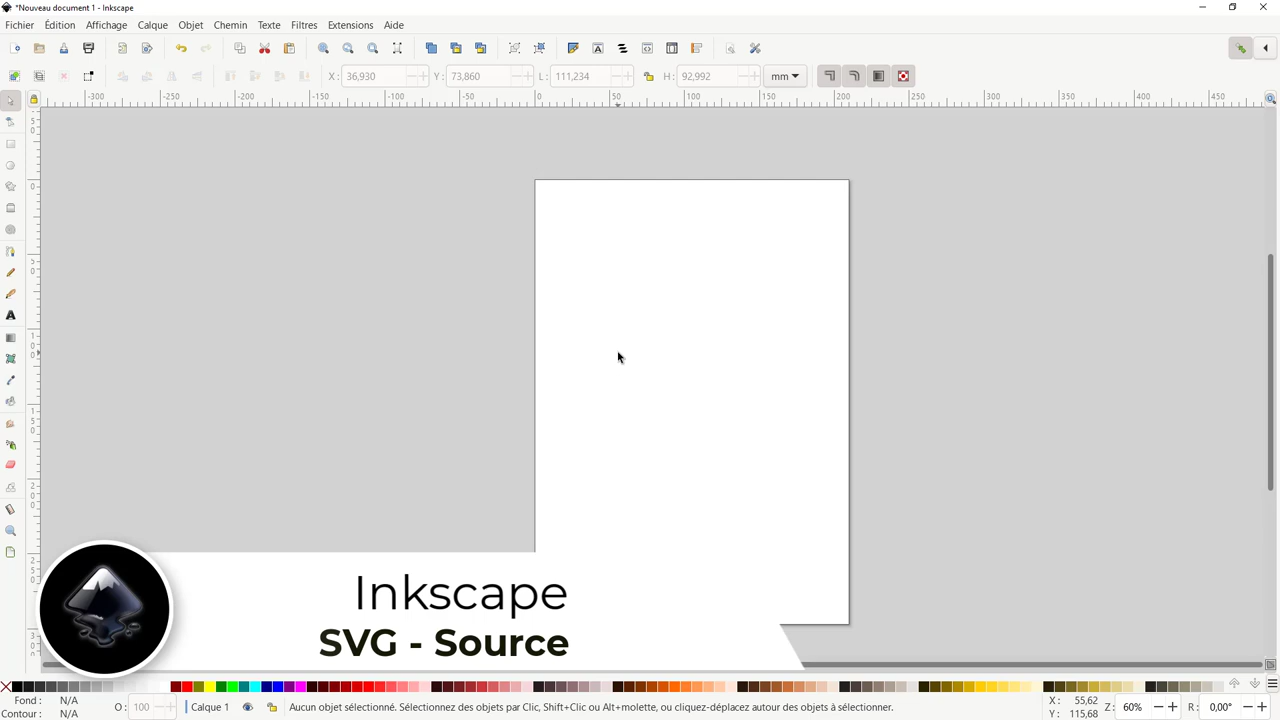 *Nouveau document 1 - Inkscape
Fichier Édition Affichage Calque Objet Chemin Texte Filtres Extensions Aide
X : 36,930 Y : 73,860 L : 111,234 H : 92,992 mm
-300 -250 -200 -150 -100 -50 0 50 100 150 200 250 300 350 400 450
Inkscape
SVG - Source
Fond : N/A
Contour : N/A
O : 100
Calque 1
Aucun objet sélectionné. Sélectionnez des objets par Clic, Shift+Clic ou Alt+molette, ou cliquez-déplacez autour des objets à sélectionner.
X : 55,62
Y : 115,68
Z : 60%
R : 0,00°